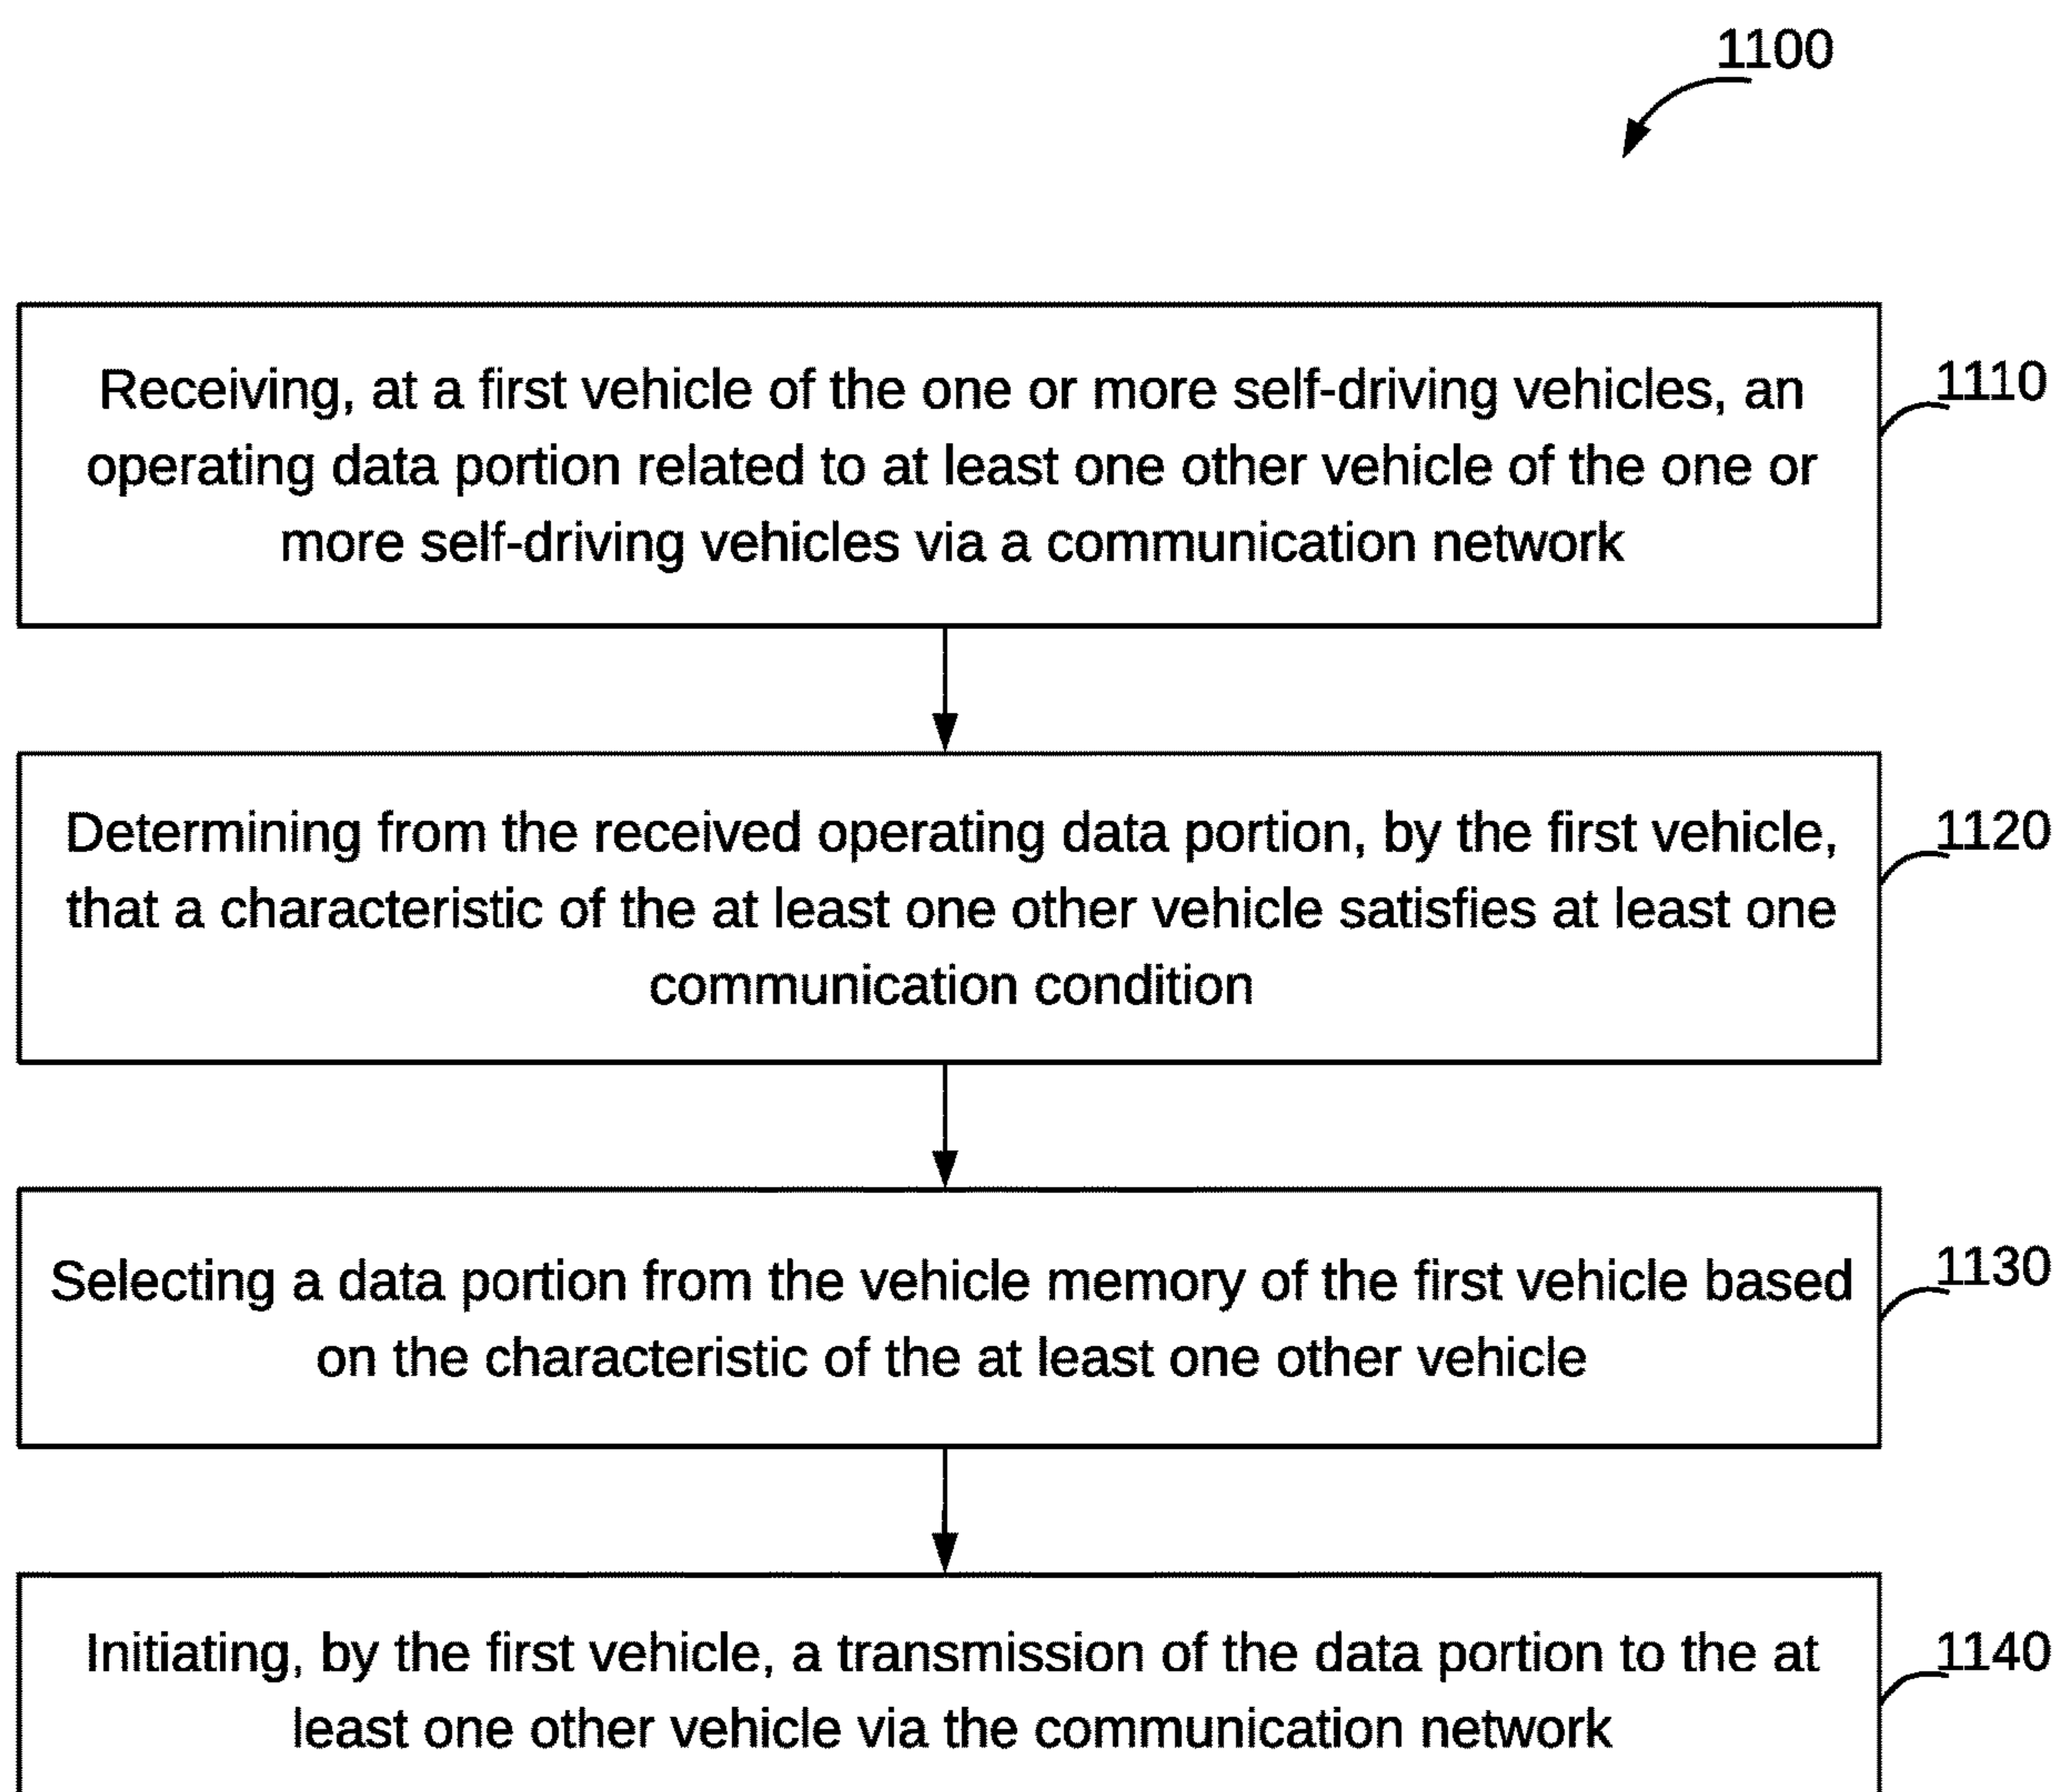 1100
Receiving, at a first vehicle of the one or more self-driving vehicles, an
1110
operating data portion related to at least one other vehicle of the one or
more self-driving vehicles via a communication network
Determining from the received operating data portion, by the first vehicle,
1120
that a characteristic of the at least one other vehicle satisfies at least one
communication condition
Selecting a data portion from the vehicle memory of the first vehicle based
1130
on the characteristic of the at least one other vehicle
Initiating, by the first vehicle, a transmission of the data portion to the at
1140
least one other vehicle via the communication network